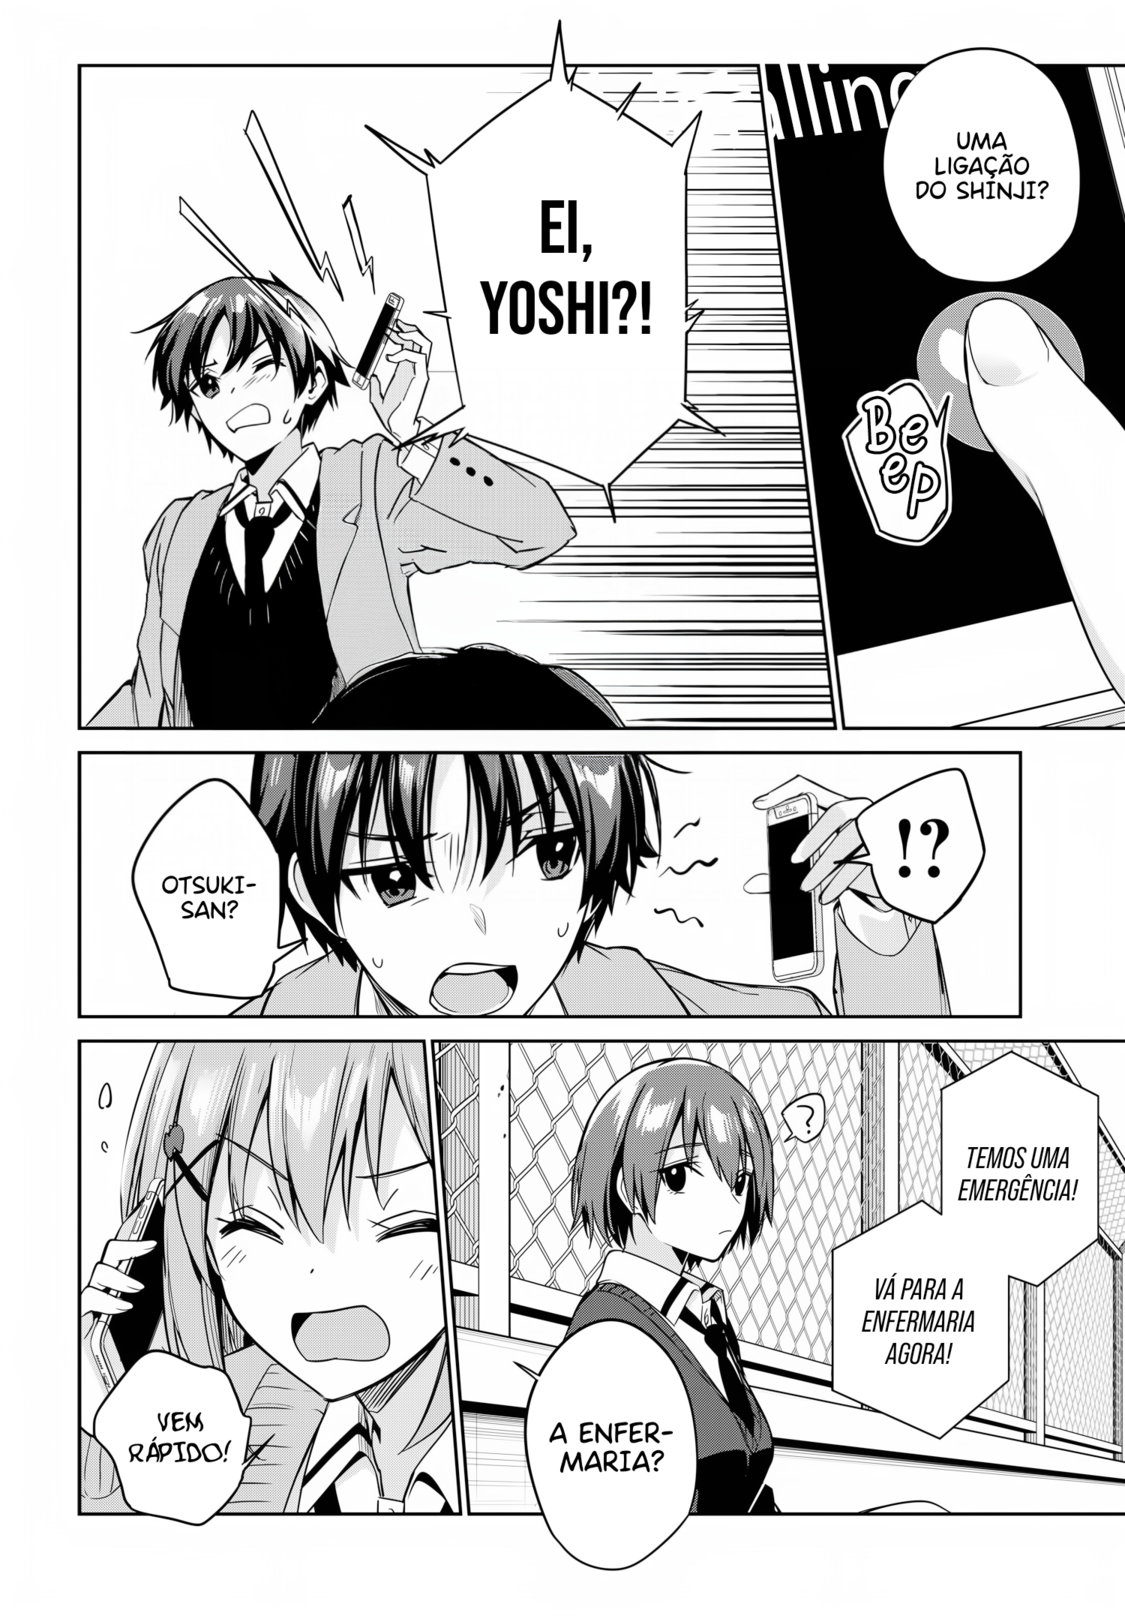 alling
UMA
LIGAÇÃO
DO SHINJI?
Be
ep
EI,
YOSHI?!
!?
OTSUKI-
SAN?
TEMOS UMA
EMERGÊNCIA!
?
VÁ PARA A
ENFERMARIA
AGORA!
A ENFER-
MARIA?
VEM
RÁPIDO!